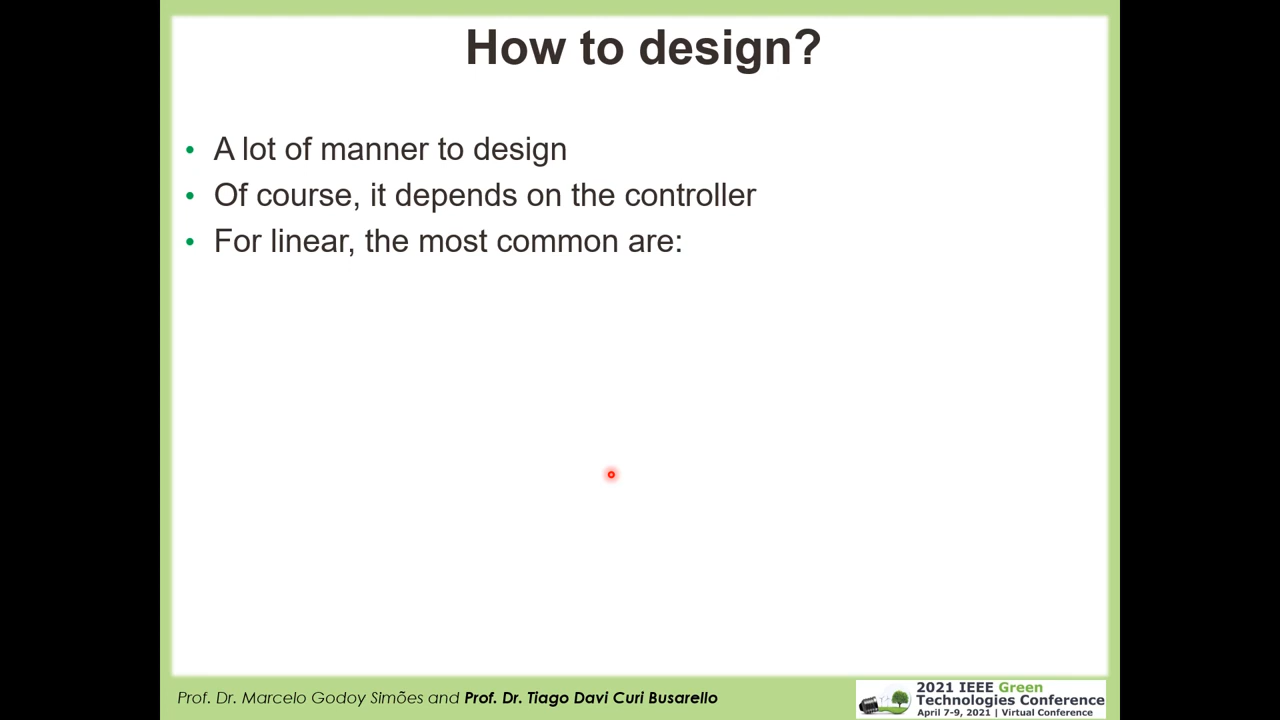 How to design?
• A lot of manner to design
• Of course, it depends on the controller
• For linear, the most common are:
Prof. Dr. Marcelo Godoy Simões and Prof. Dr. Tiago Davi Curi Busarello
2021 IEEE Green
Technologies Conference
April 7-9, 2021 | Virtual Conference